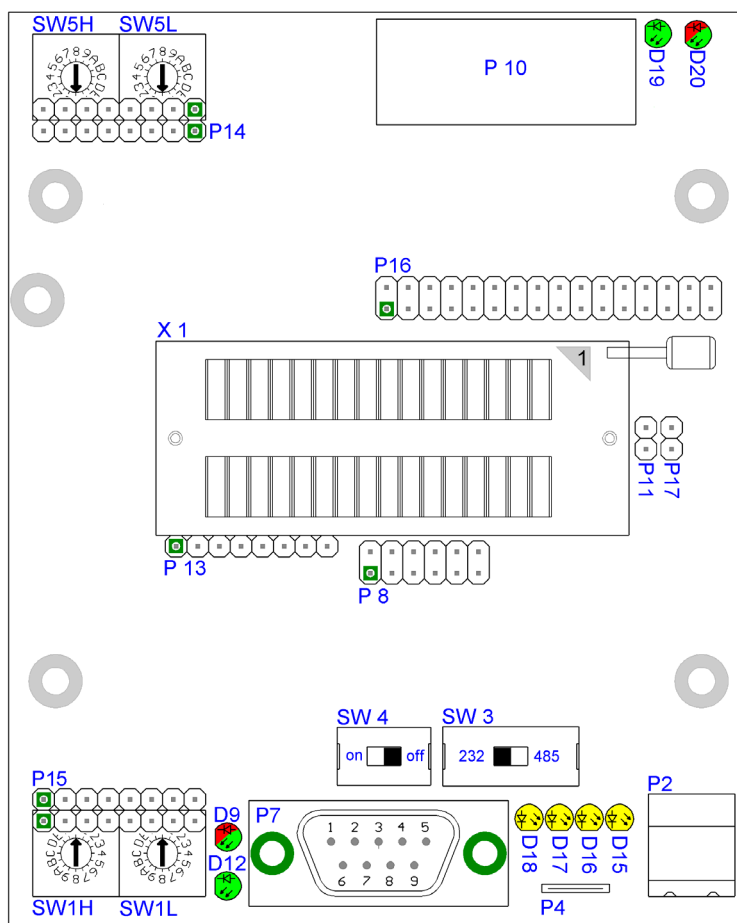 SW5H SW5L
23456789ABCDE 23456789ABCDE
P 10
D19 D20
P14
P16
X 1
1
P11 P17
P 13
P 8
SW 4 SW 3
on off 232 485
P15
P2
D9 P7
1 2 3 4 5
6 7 8 9
D12
D18 D17 D16 D15
P4
SW1H SW1L